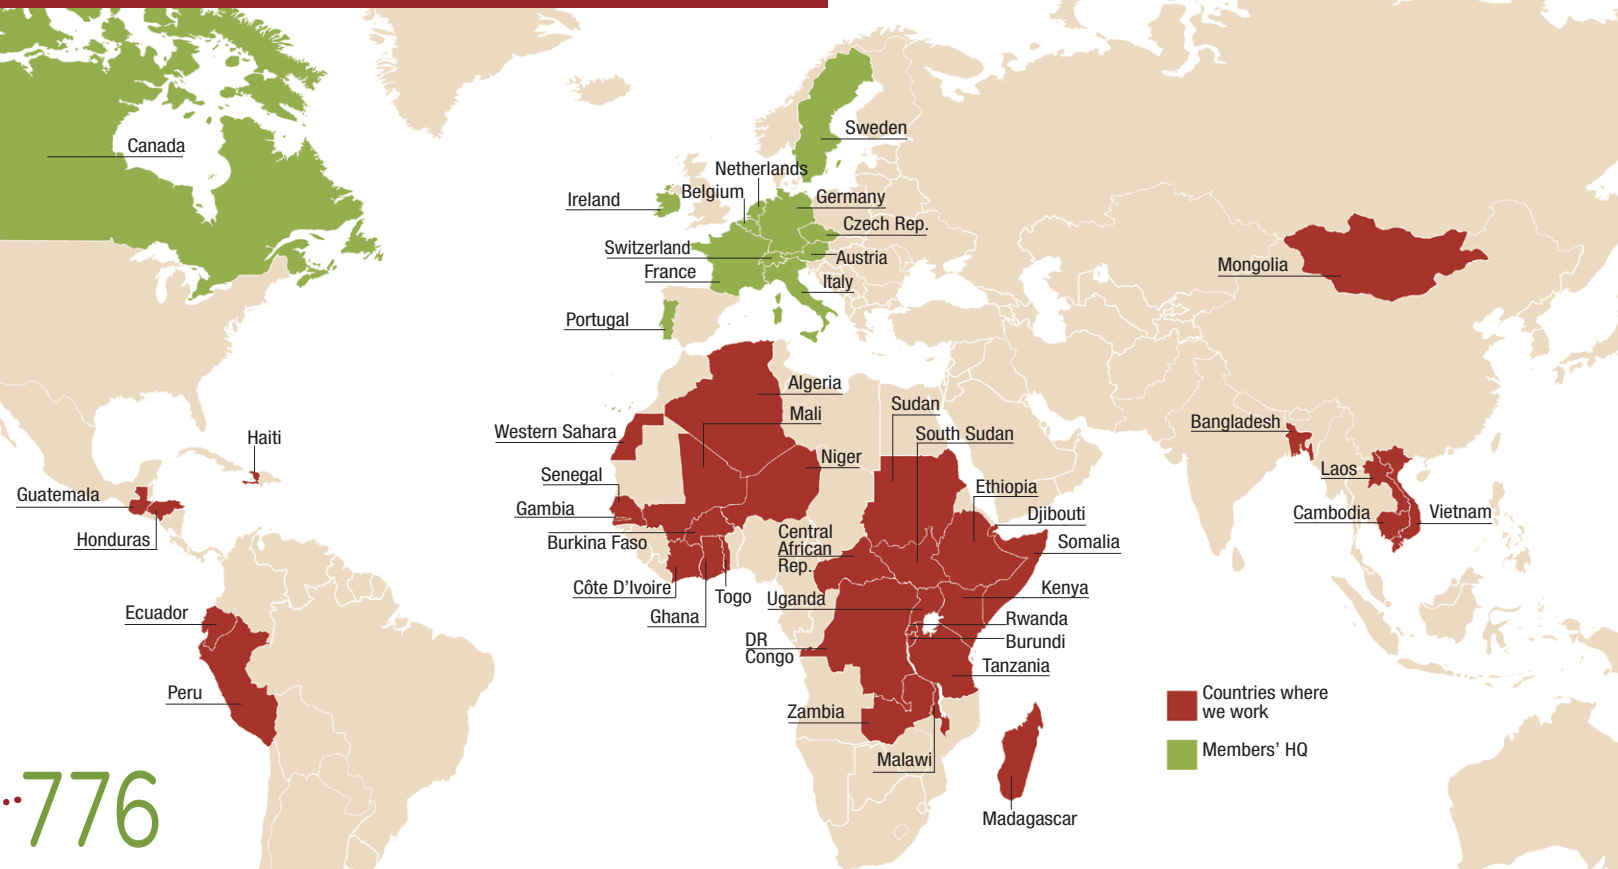 Canada
Sweden
Netherlands
Belgium
Ireland
Germany
Czech Rep.
Switzerland
Austria
France
Italy
Portugal
Mongolia
Algeria
Mali
Sudan
Western Sahara
South Sudan
Bangladesh
Haiti
Niger
Senegal
Laos
Guatemala
Ethiopia
Gambia
Djibouti
Cambodia
Vietnam
Honduras
Burkina Faso
Central
African
Rep.
Somalia
Côte D'Ivoire
Togo
Kenya
Uganda
Ghana
Ecuador
Rwanda
DR
Congo
Burundi
Tanzania
Peru
Zambia
Malawi
Madagascar
Countries where
we work
Members' HQ
776